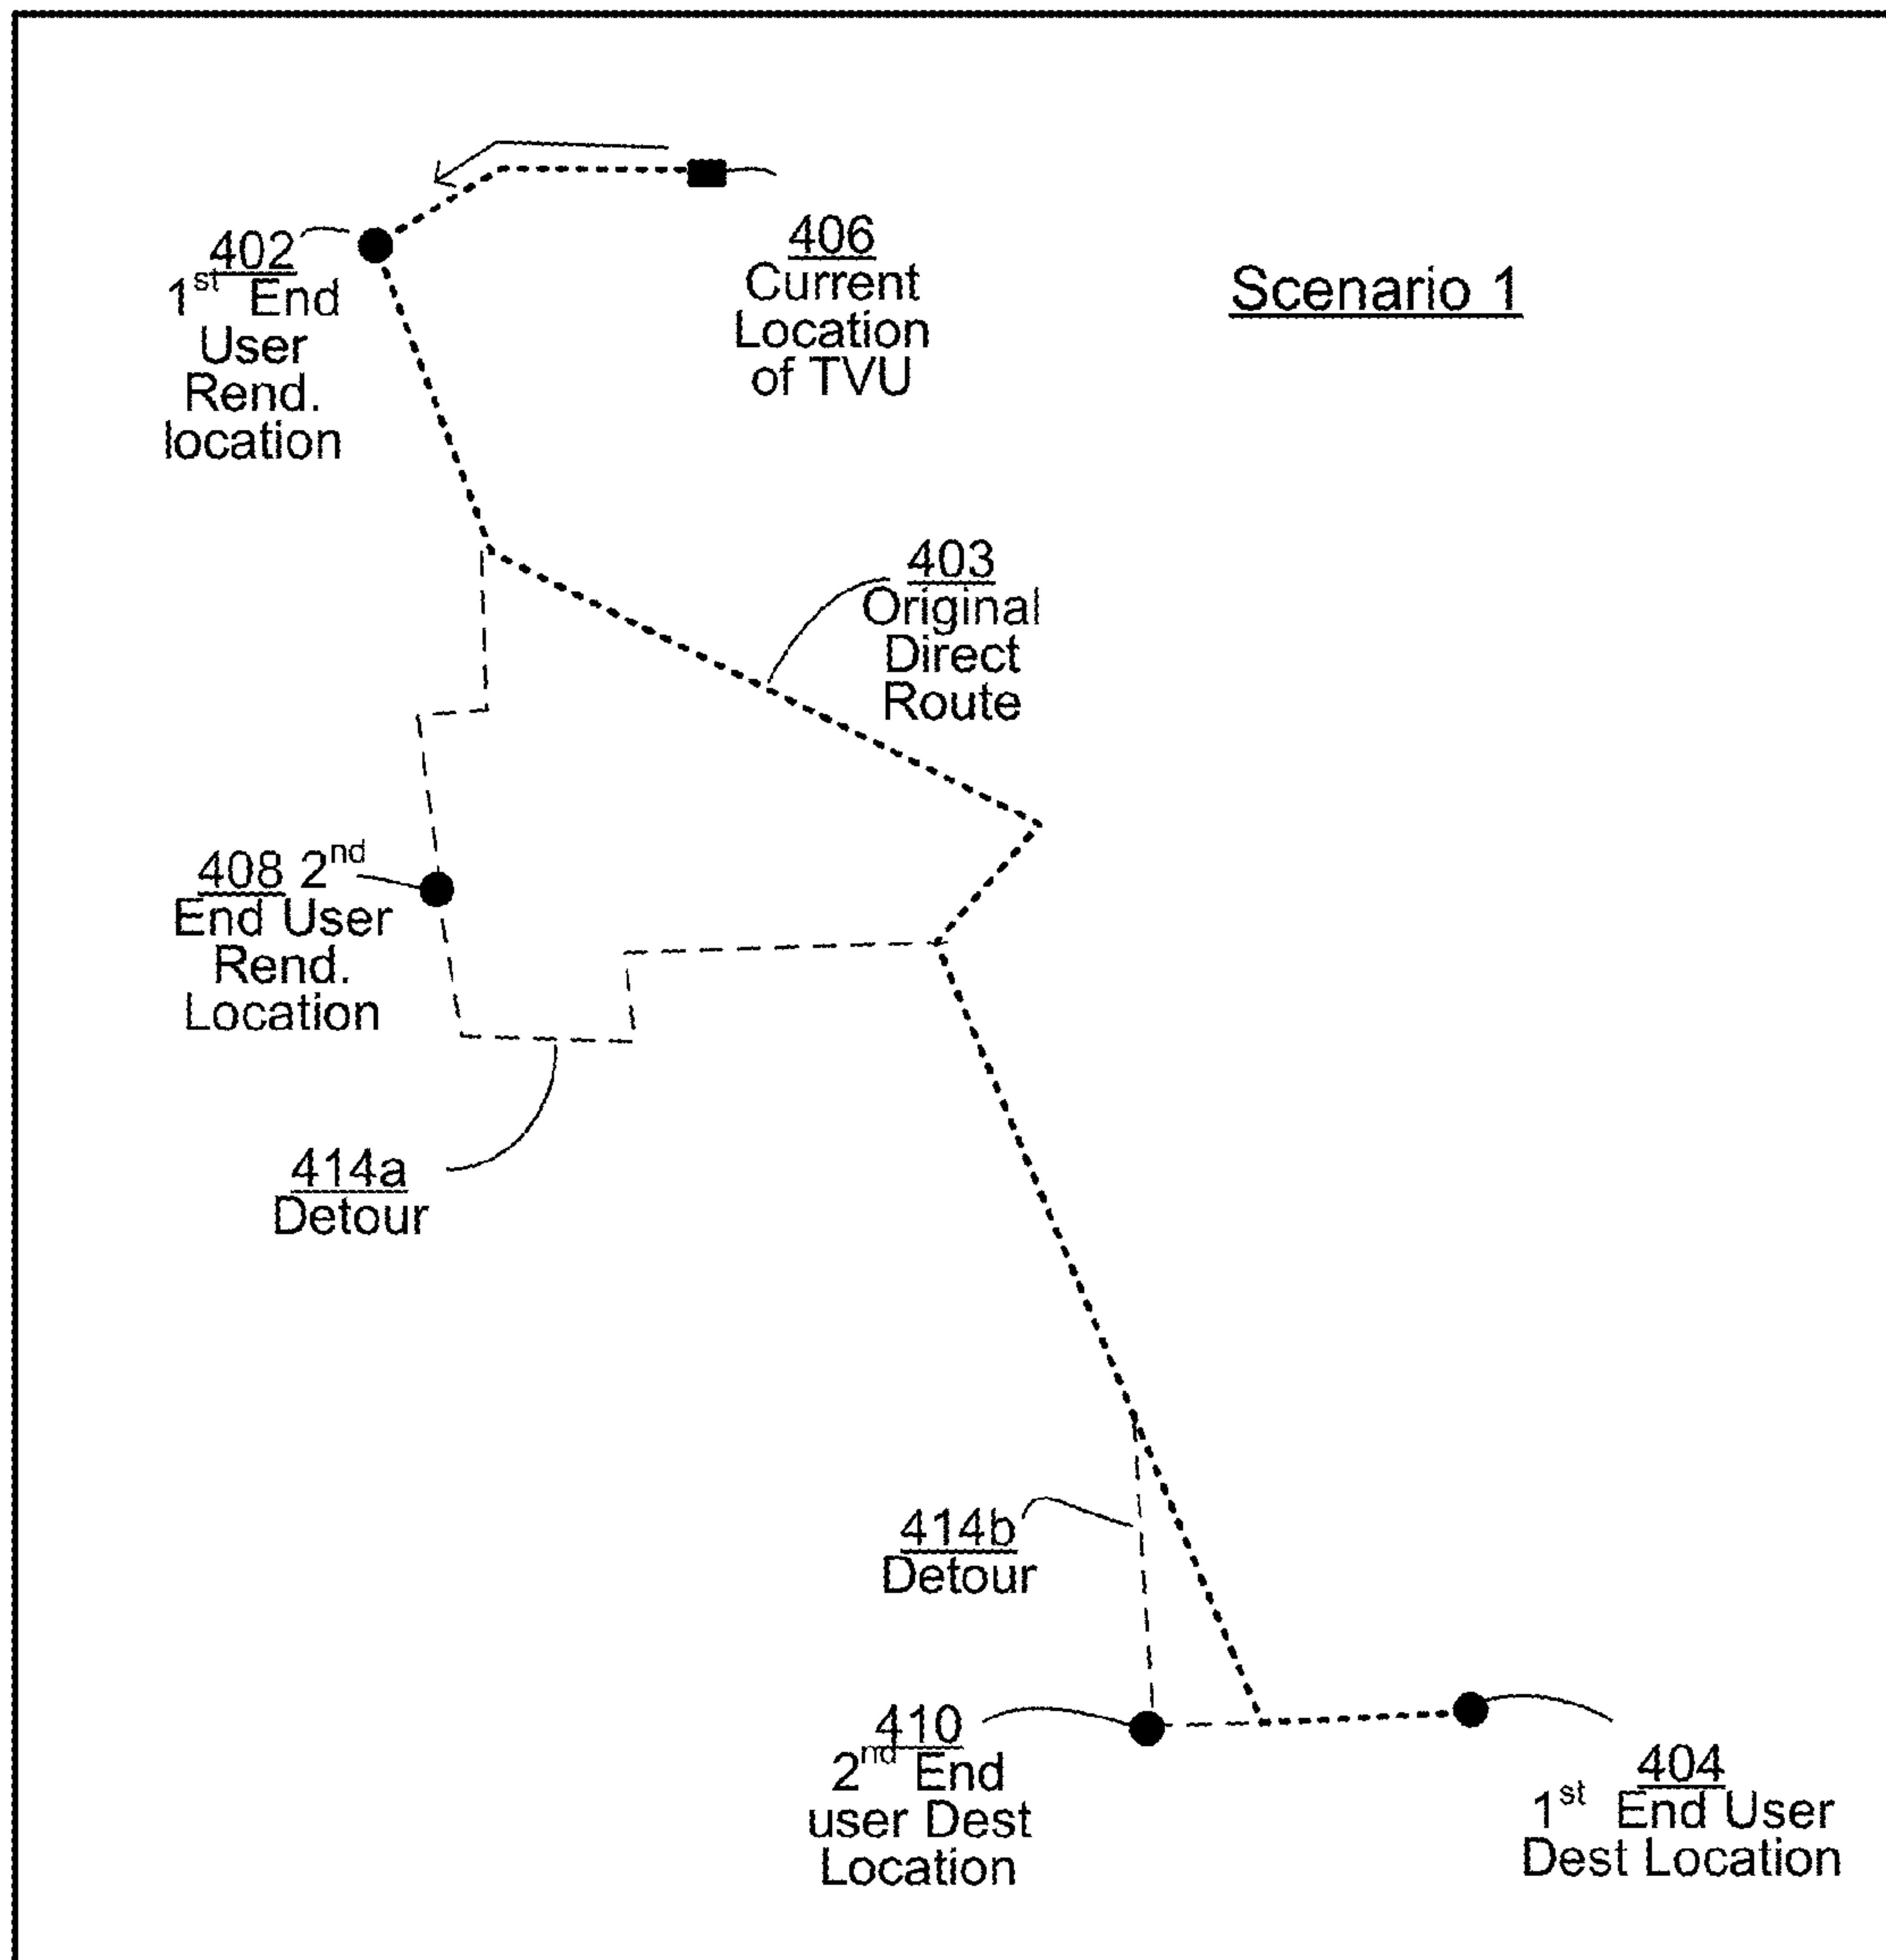 406
Current
Location
of TVU
402
1st End
User
Rend.
location
Scenario 1
403
Original
Direct
Route
408 2nd
End User
Rend.
Location
414a
Detour
414b
Detour
410
2nd End
user Dest
Location
404
1st End User
Dest Location